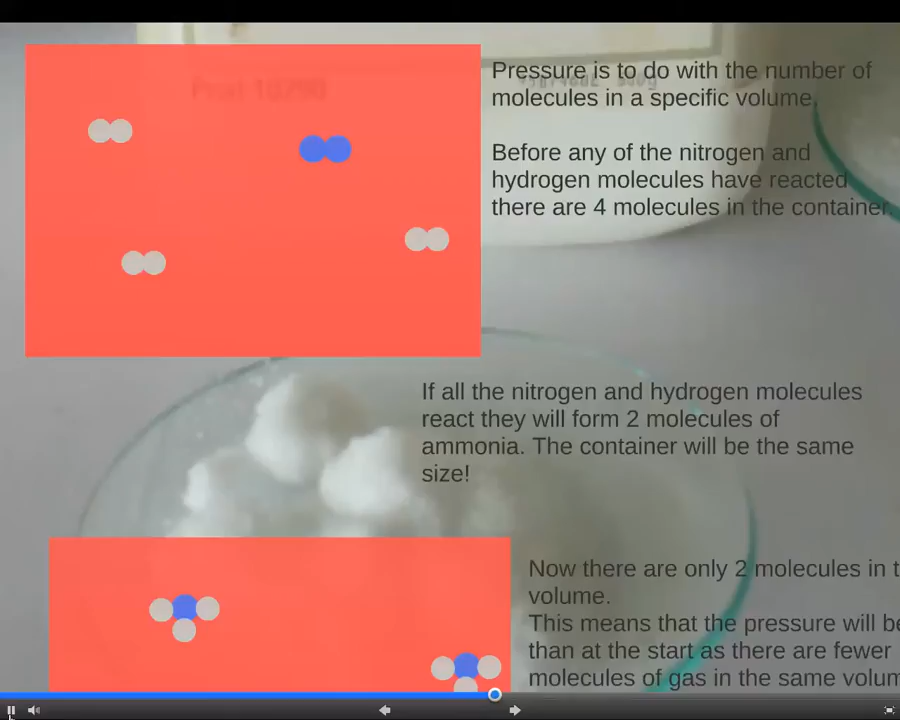 Pressure is to do with the number of
molecules in a specific volume.
Before any of the nitrogen and
hydrogen molecules have reacted
there are 4 molecules in the container.
If all the nitrogen and hydrogen molecules
react they will form 2 molecules of
ammonia. The container will be the same
size!
Now there are only 2 molecules in t
volume.
This means that the pressure will be
than at the start as there are fewer
molecules of gas in the same volum